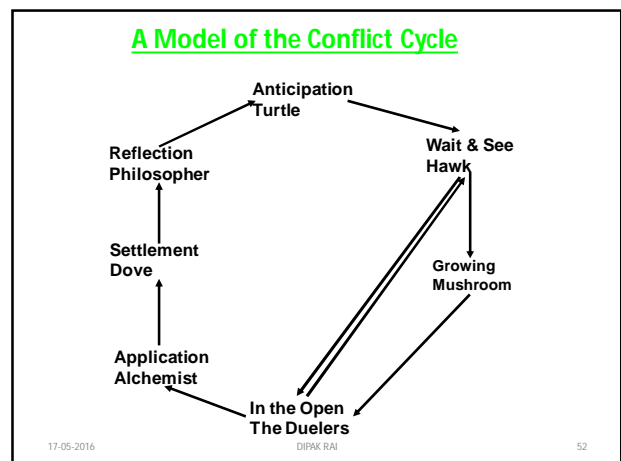 A Model of the Conflict Cycle
Anticipation
Turtle
Wait & See
Hawk
Reflection
Philosopher
Settlement
Dove
Growing
Mushroom
Application
Alchemist
In the Open
The Duelers
17-05-2016
DIPAK RAI
52